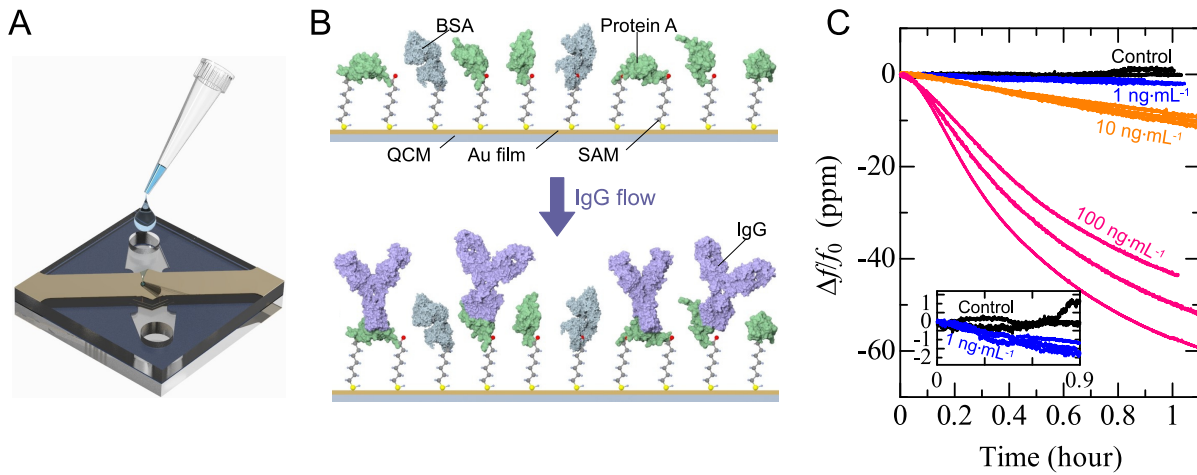 A
B
C
BSA
Protein A
QCM
Au film
SAM
IgG flow
IgG
Δf/f₀ (ppm)
0
-20
-40
-60
Control
1 ng·mL⁻¹
10 ng·mL⁻¹
100 ng·mL⁻¹
1
0
-1
-2
Control
1 ng·mL⁻¹
0
0.9
0
0.2
0.4
0.6
0.8
1
Time (hour)